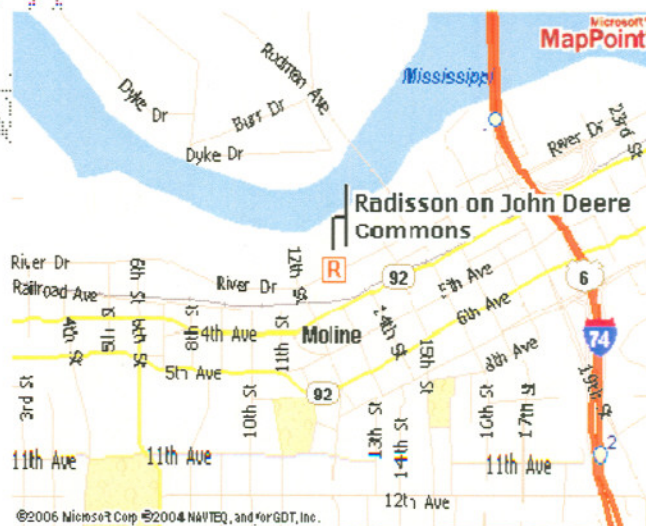 Microsoft
MapPoint
Mississippi
Rodman Ave
Dyke Dr
Burr Dr
Dyke Dr
River Dr
23rd St
Radisson on John Deere
Commons
R
River Dr
Railroad Ave
6th St
River Dr
12th St
92
5th Ave
6th Ave
6
74
4th St
5th St
6th St
8th St
4th Ave
11th St
Moline
14th St
15th St
8th Ave
19th St
5th Ave
92
3rd St
10th St
13th St
14th St
16th St
17th St
2
11th Ave
11th Ave
11th Ave
12th Ave
©2006 Microsoft Corp ©2004 NAVTEQ, and/or GDT, Inc.